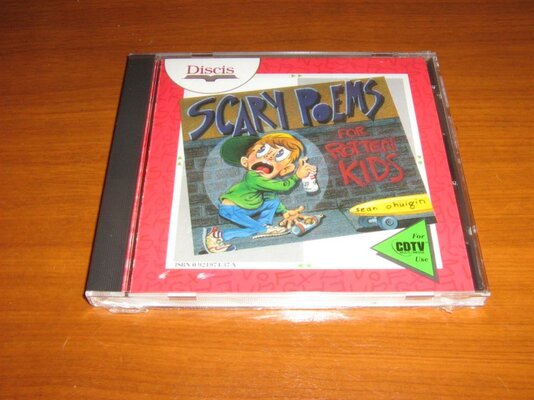 Discis
SCARY POEMS
FOR
ROTTEN
KIDS
sean ohuigin
For
CDTV
Use